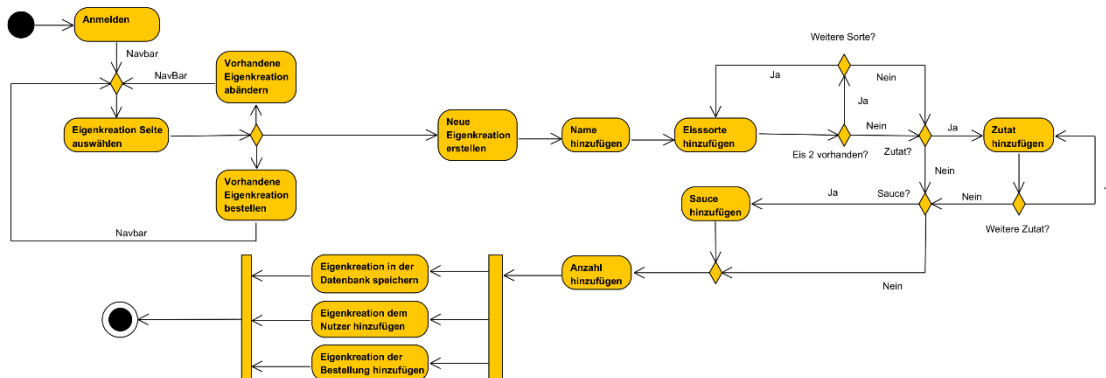 Anmelden
Navbar
Vorhandene
Eigenkreation
abändern
NavBar
Eigenkreation Seite
auswählen
Vorhandene
Eigenkreation
bestellen
Navbar
Neue
Eigenkreation
erstellen
Name
hinzufügen
Eisssorte
hinzufügen
Weitere Sorte?
Ja
Nein
Ja
Nein
Eis 2 vorhanden?
Zutat?
Ja
Zutat
hinzufügen
Nein
Nein
Weitere Zutat?
Sauce?
Ja
Sauce
hinzufügen
Nein
Anzahl
hinzufügen
Eigenkreation in der
Datenbank speichern
Eigenkreation dem
Nutzer hinzufügen
Eigenkreation der
Bestellung hinzufügen